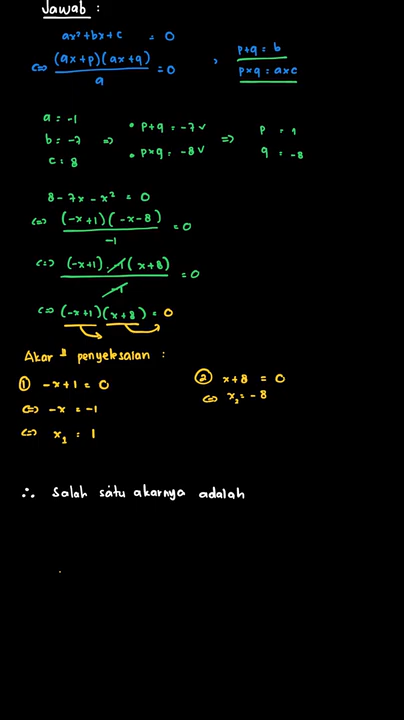 Jawab :
ax² + bx + c = 0
⇔ (ax + p)(ax + q) / a = 0 , p + q = b
p × q = a × c
a = -1
b = -7 ⇒ • p + q = -7 ✓ ⇒ p = 1
c = 8 • p × q = -8 ✓ q = -8
8 - 7x - x² = 0
⇔ (-x+1)(-x-8) / -1 = 0
⇔ (-x+1) . -1 (x+8) / -1 = 0
⇔ (-x+1)(x+8) = 0
Akar² penyelesaian :
① -x + 1 = 0
⇔ -x = -1
⇔ x₁ = 1
② x + 8 = 0
⇔ x₂ = -8
∴ Salah satu akarnya adalah